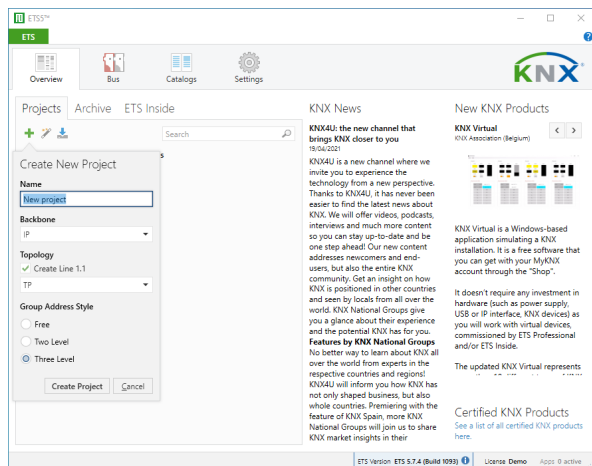 ETS5™
ETS
Overview
Bus
Catalogs
Settings
KNX
Projects
Archive
ETS Inside
Search
s
Create New Project
Name
New project
Backbone
IP
Topology
Create Line 1.1
TP
Group Address Style
Free
Two Level
Three Level
Create Project
Cancel
KNX News
KNX4U: the new channel that
brings KNX closer to you
19/04/2021
KNX4U is a new channel where we
invite you to experience the
technology from a new perspective.
Thanks to KNX4U, it has never been
easier to find the latest news about
KNX. We will offer videos, podcasts,
interviews and much more content
so you can stay up-to-date and be
one step ahead! Our new content
addresses newcomers and end-
users, but also the entire KNX
community. Get an insight on how
KNX is positioned in other countries
and seen by locals from all over the
world. KNX National Groups give
you a glance about their experience
and the potential KNX has for you.
Features by KNX National Groups
No better way to learn about KNX all
over the world from experts in the
respective countries and regions!
KNX4U will inform you how KNX has
not only shaped business, but also
whole countries. Premiering with the
feature of KNX Spain, more KNX
National Groups will join us to share
KNX market insights in their
New KNX Products
KNX Virtual
KNX Association (Belgium)
KNX Virtual is a Windows-based
application simulating a KNX
installation. It is a free software that
you can get with your MyKNX
account through the "Shop".
It doesn't require any investment in
hardware (such as power supply,
USB or IP interface, KNX devices) as
you will work with virtual devices,
commissioned by ETS Professional
and/or ETS Inside.
The updated KNX Virtual represents
Certified KNX Products
See a list of all certified KNX products
here.
ETS Version ETS 5.7.4 (Build 1093)
License Demo
Apps 0 active